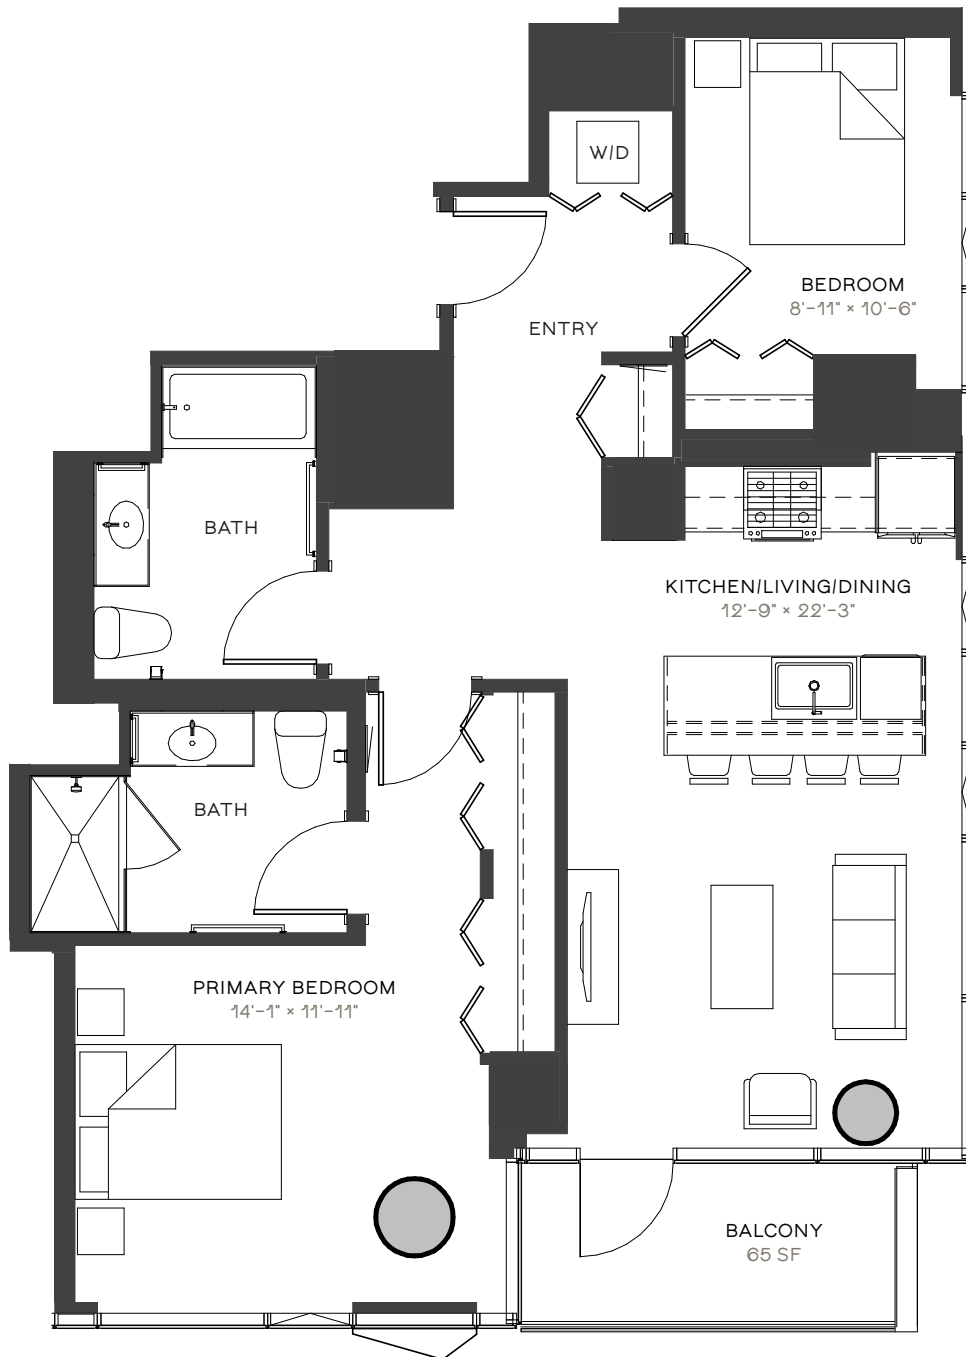 W/D
BEDROOM
8'-11" × 10'-6"
ENTRY
BATH
KITCHEN/LIVING/DINING
12'-9" × 22'-3"
BATH
PRIMARY BEDROOM
14'-1" × 11'-11"
BALCONY
65 SF